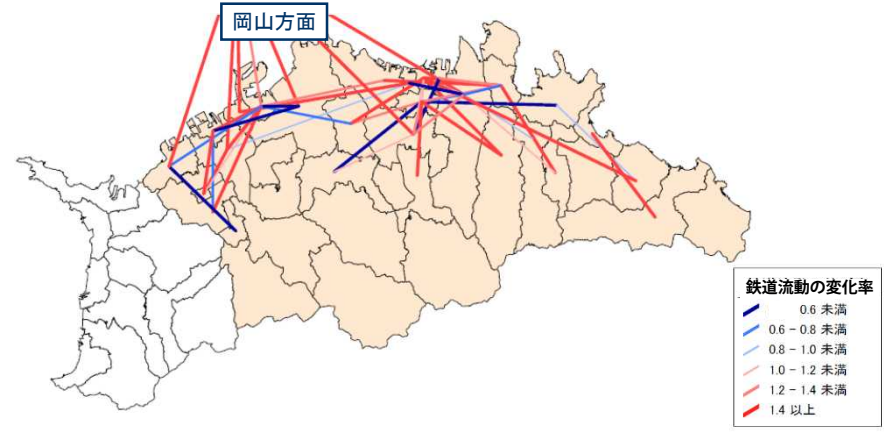 岡山方面
鉄道流動の変化率
0.6 未満
0.6 − 0.8 未満
0.8 − 1.0 未満
1.0 − 1.2 未満
1.2 − 1.4 未満
1.4 以上